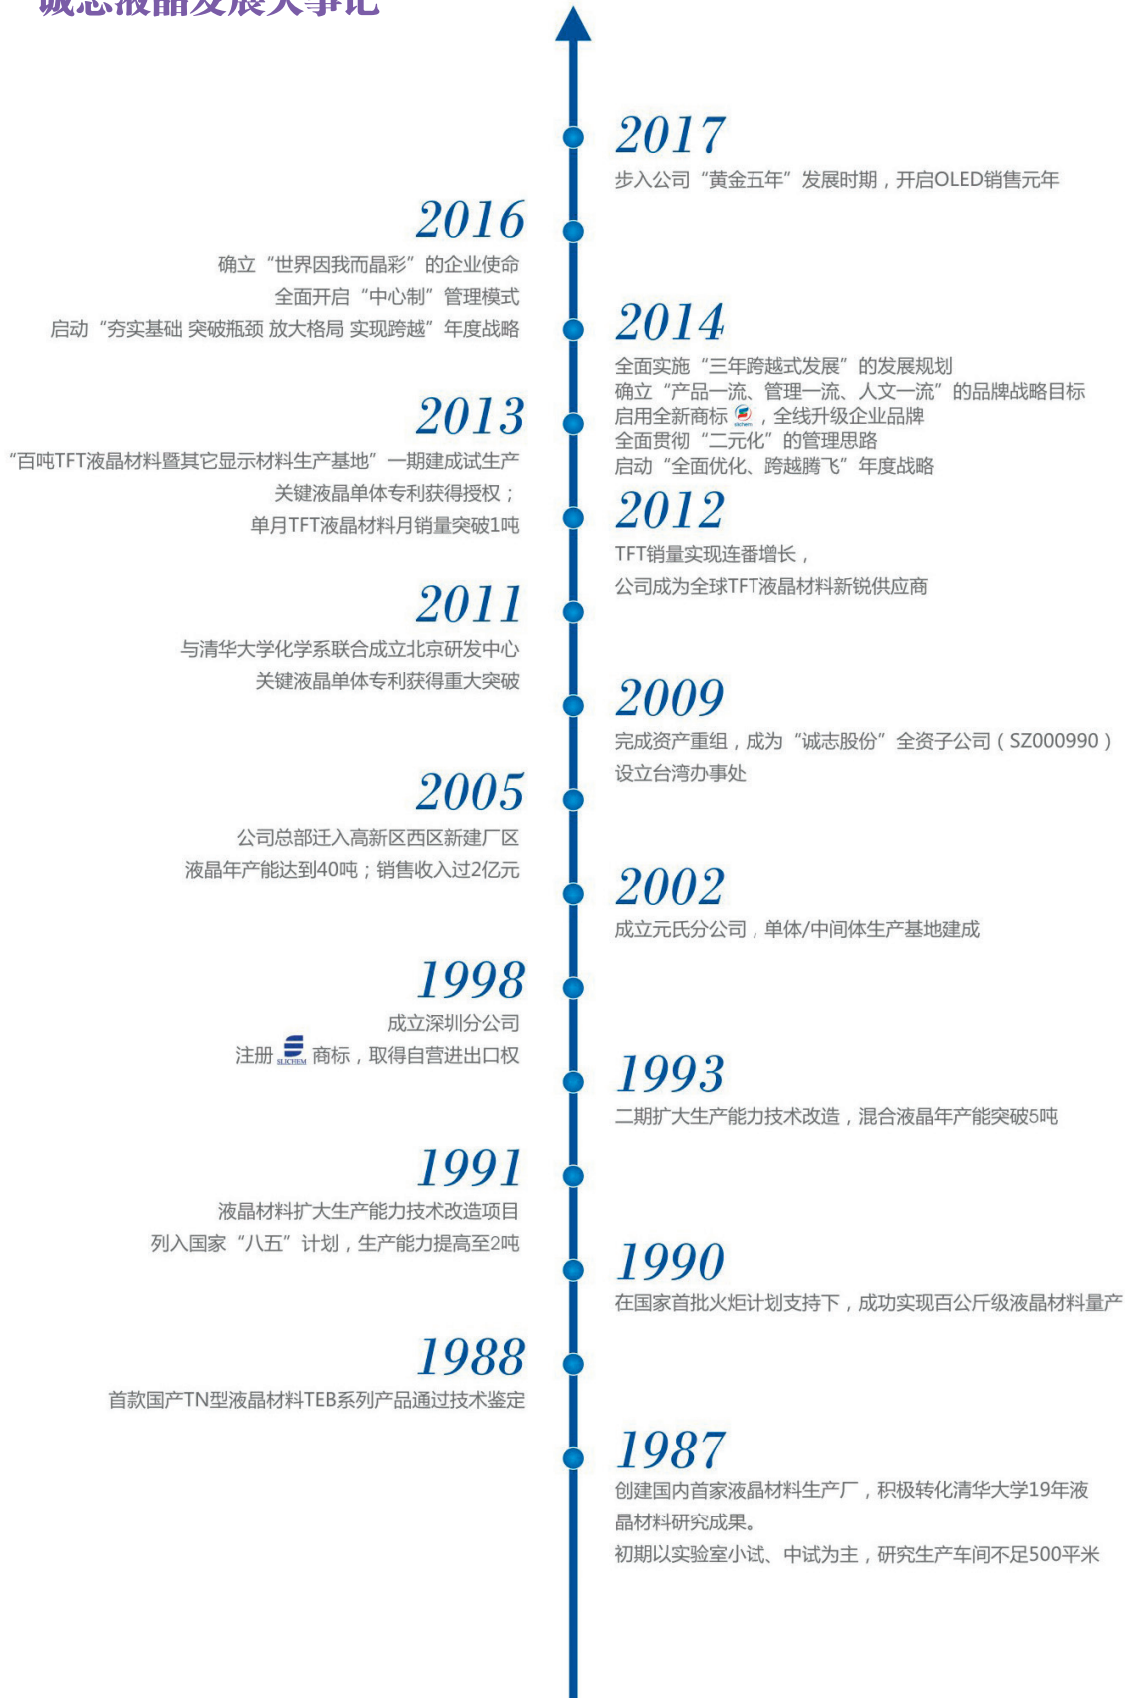 诚志液晶发展大事记
2017
步入公司“黄金五年”发展时期，开启OLED销售元年
2016
确立“世界因我而晶彩”的企业使命
全面开启“中心制”管理模式
启动“夯实基础 突破瓶颈 放大格局 实现跨越”年度战略
2014
全面实施“三年跨越式发展”的发展规划
确立“产品一流、管理一流、人文一流”的品牌战略目标
启用全新商标 slichem ，全线升级企业品牌
全面贯彻“二元化”的管理思路
启动“全面优化、跨越腾飞”年度战略
2013
“百吨TFT液晶材料暨其它显示材料生产基地”一期建成试生产
关键液晶单体专利获得授权；
单月TFT液晶材料月销量突破1吨
2012
TFT销量实现连番增长，
公司成为全球TFT液晶材料新锐供应商
2011
与清华大学化学系联合成立北京研发中心
关键液晶单体专利获得重大突破
2009
完成资产重组，成为“诚志股份”全资子公司（SZ000990）
设立台湾办事处
2005
公司总部迁入高新区西区新建厂区
液晶年产能达到40吨；销售收入过2亿元
2002
成立元氏分公司，单体/中间体生产基地建成
1998
成立深圳分公司
注册 SLICHEM 商标，取得自营进出口权
1993
二期扩大生产能力技术改造，混合液晶年产能突破5吨
1991
液晶材料扩大生产能力技术改造项目
列入国家“八五”计划，生产能力提高至2吨
1990
在国家首批火炬计划支持下，成功实现百公斤级液晶材料量产
1988
首款国产TN型液晶材料TEB系列产品通过技术鉴定
1987
创建国内首家液晶材料生产厂，积极转化清华大学19年液
晶材料研究成果。
初期以实验室小试、中试为主，研究生产车间不足500平米